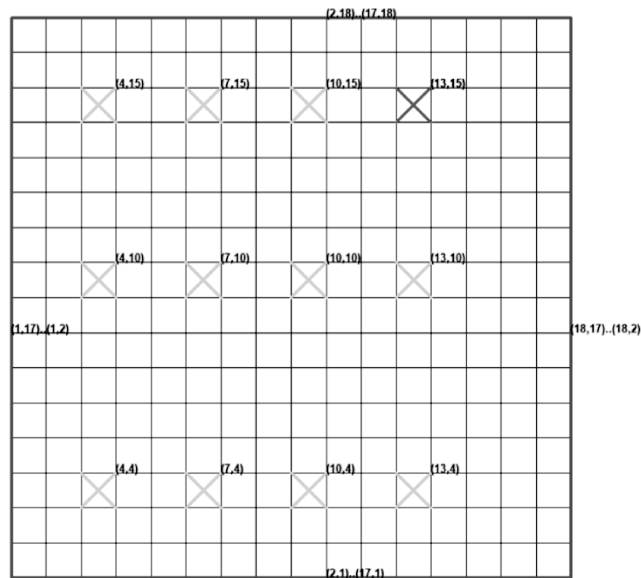 (2,18)..(17,18)
(4,15) (7,15) (10,15) (13,15)
(4,10) (7,10) (10,10) (13,10)
(1,17)..(1,2) (18,17)..(18,2)
(4,4) (7,4) (10,4) (13,4)
(2,1)..(17,1)